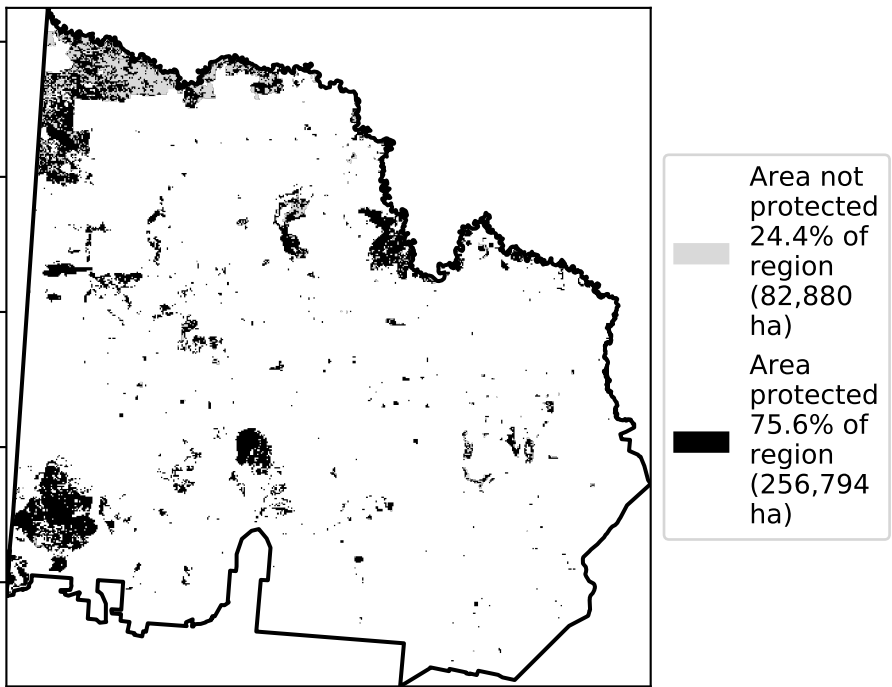 Area not
protected
24.4% of
region
(82,880
ha)
Area
protected
75.6% of
region
(256,794
ha)